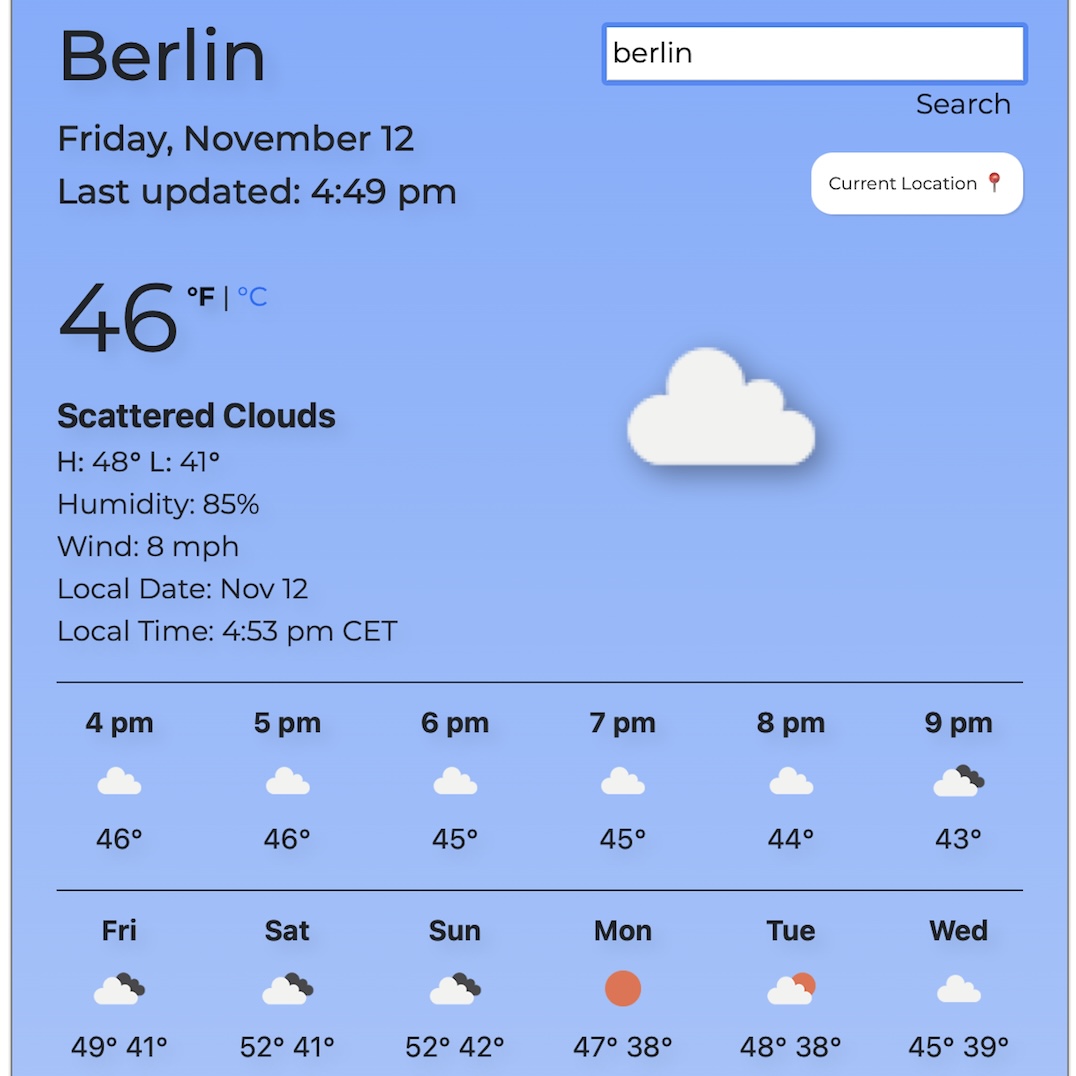 Berlin
berlin
Search
Friday, November 12
Last updated: 4:49 pm
Current Location
46 °F | °C
Scattered Clouds
H: 48° L: 41°
Humidity: 85%
Wind: 8 mph
Local Date: Nov 12
Local Time: 4:53 pm CET
4 pm 5 pm 6 pm 7 pm 8 pm 9 pm
46° 46° 45° 45° 44° 43°
Fri Sat Sun Mon Tue Wed
49° 41° 52° 41° 52° 42° 47° 38° 48° 38° 45° 39°